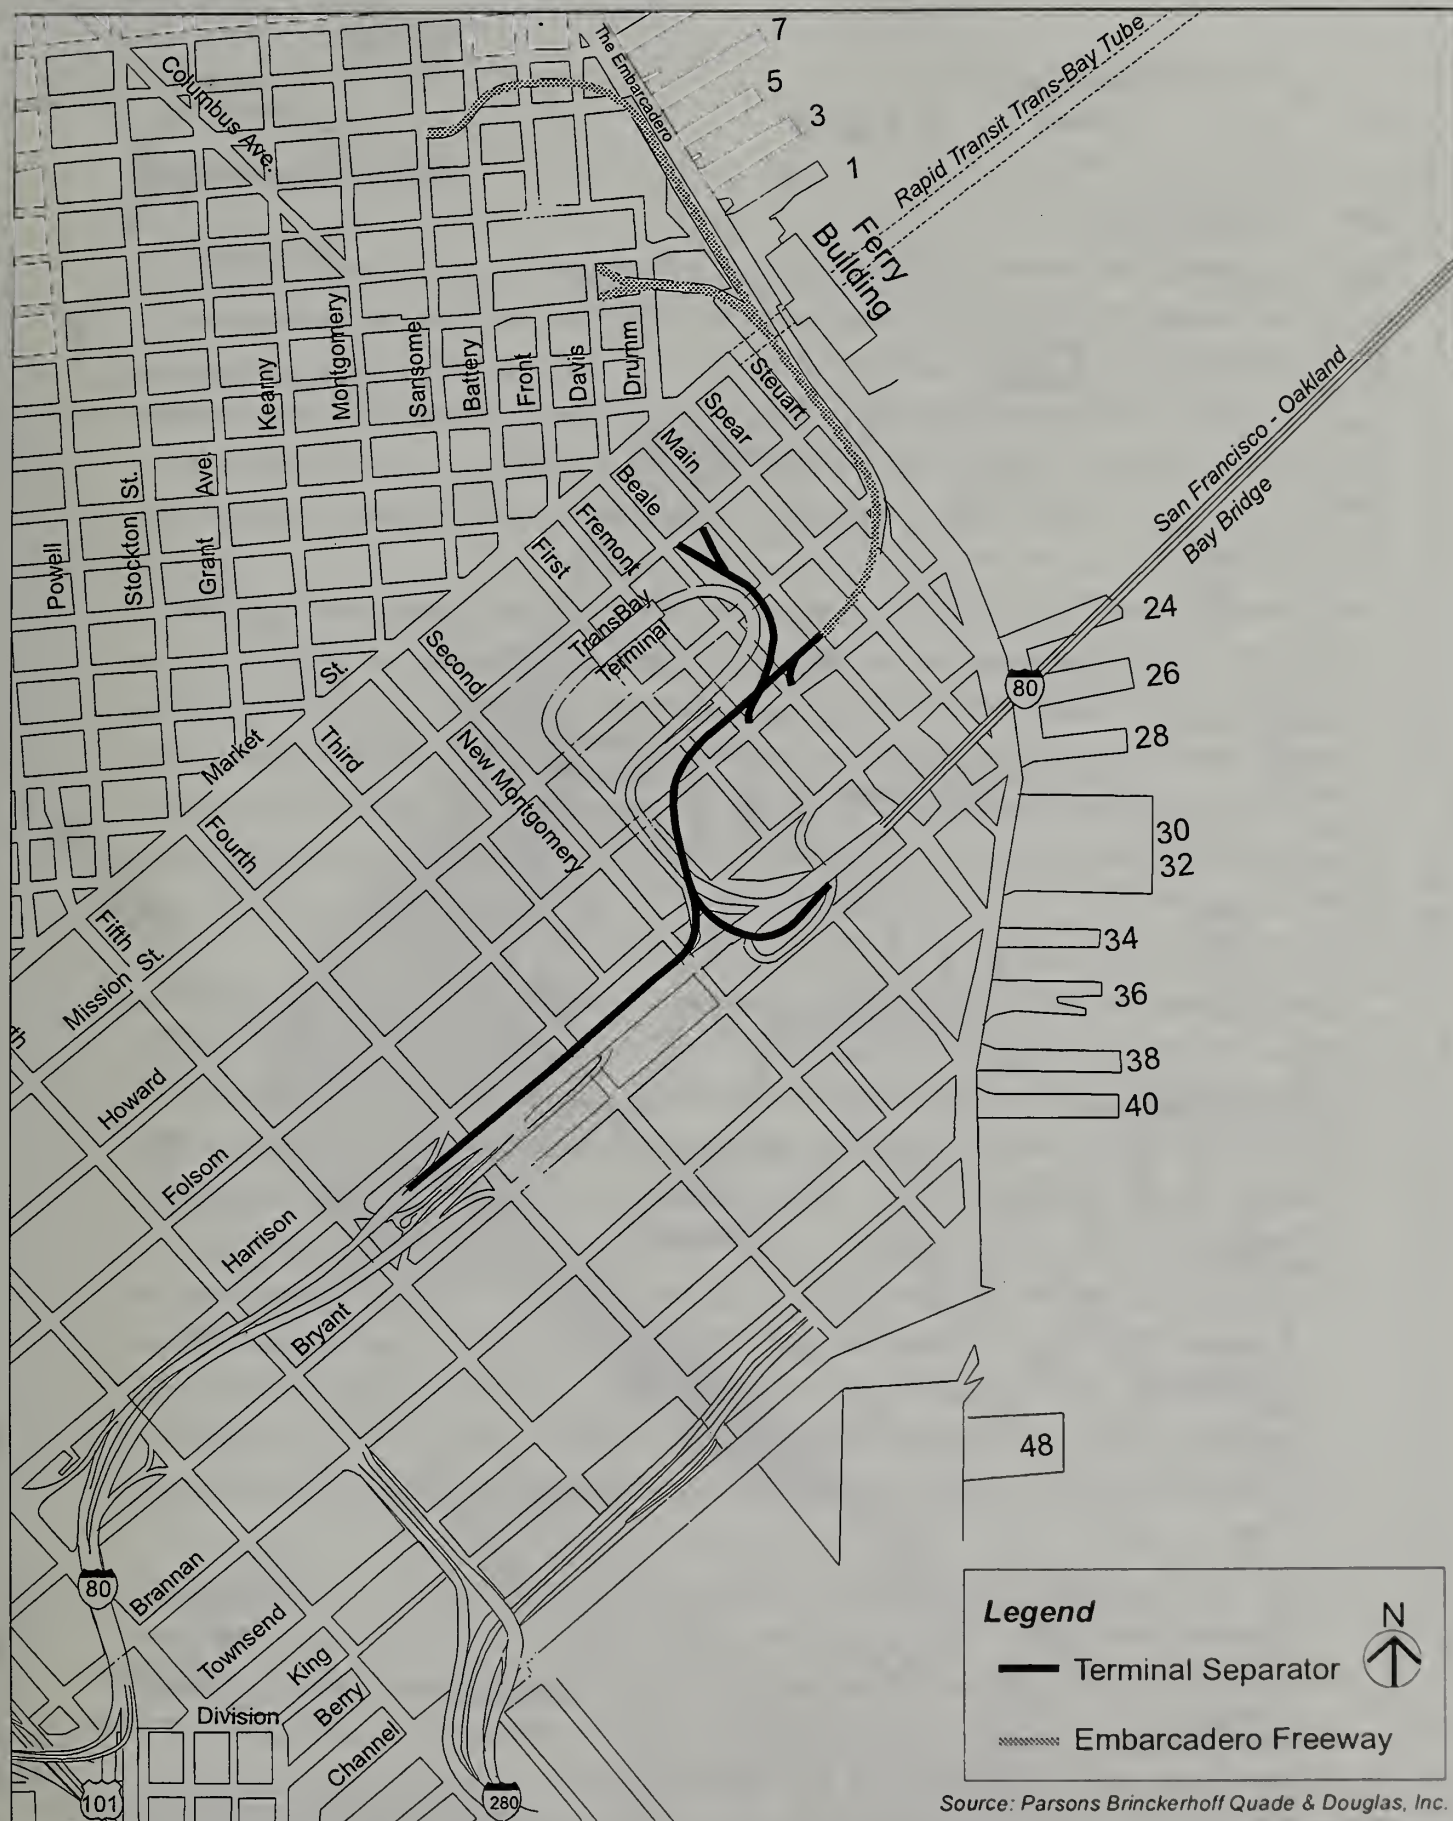 7
5
3
1
The Embarcadero
Columbus Ave.
Rapid Transit Trans-Bay Tube
Ferry
Building
San Francisco - Oakland
Bay Bridge
Kearny
Montgomery
Sansome
Battery
Front
Davis
Drumm
Steuart
Spear
Main
Beale
Fremont
First
Powell
Stockton St.
Grant Ave.
TransBay
Terminal
Second
New Montgomery
Third
Market St.
Fourth
Fifth
Mission St.
th
Howard
Folsom
Harrison
Bryant
Brannan
Townsend
King
Berry
Division
Channel
24
80
26
28
30
32
34
36
38
40
48
80
101
280
Legend
N
Terminal Separator
Embarcadero Freeway
Source: Parsons Brinckerhoff Quade & Douglas, Inc.